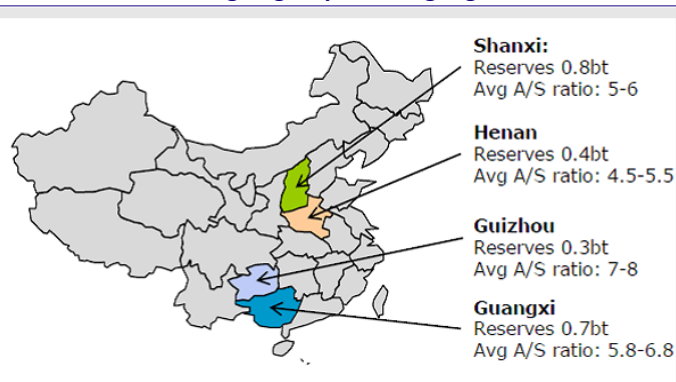 Shanxi:
Reserves 0.8bt
Avg A/S ratio: 5-6
Henan
Reserves 0.4bt
Avg A/S ratio: 4.5-5.5
Guizhou
Reserves 0.3bt
Avg A/S ratio: 7-8
Guangxi
Reserves 0.7bt
Avg A/S ratio: 5.8-6.8